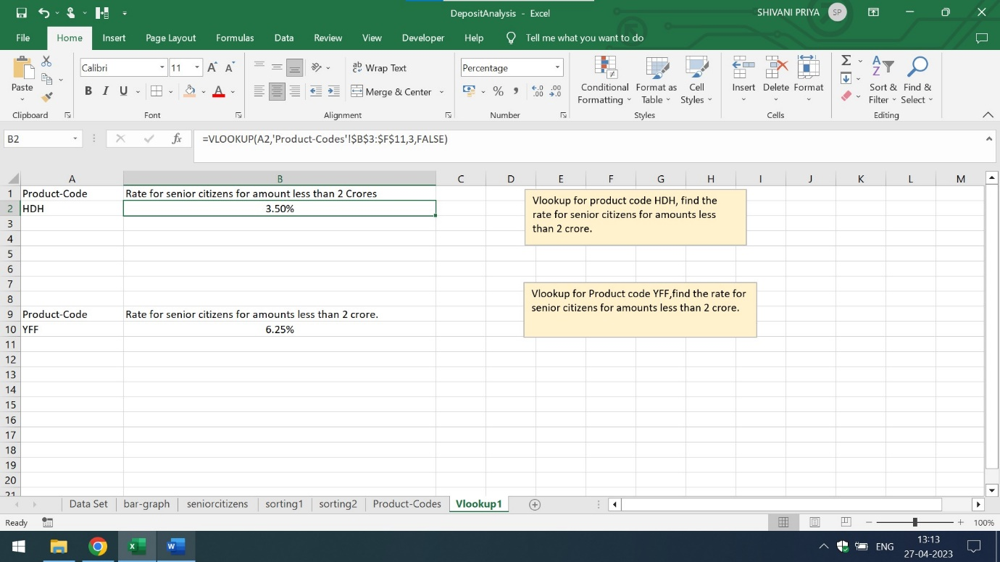 DepositAnalysis - Excel
SHIVANI PRIYA SP
File Home Insert Page Layout Formulas Data Review View Developer Help Tell me what you want to do
Paste
Clipboard
Calibri 11 A A
B I U A
Font
ab Wrap Text
Merge & Center
Alignment
Percentage
% ,
Number
Conditional Formatting
Format as Table
Cell Styles
Styles
Insert Delete Format
Cells
Sort & Filter
Find & Select
Editing
B2 fx =VLOOKUP(A2,'Product-Codes'!$B$3:$F$11,3,FALSE)
A B C D E F G H I J K L M
1 Product-Code Rate for senior citizens for amount less than 2 Crores
2 HDH 3.50%
3
4
5
6
7
8
9 Product-Code Rate for senior citizens for amounts less than 2 crore.
10 YFF 6.25%
11
12
13
14
15
16
17
18
19
20
21
Vlookup for product code HDH, find the
rate for senior citizens for amounts less
than 2 crore.
Vlookup for Product code YFF,find the rate for
senior citizens for amounts less than 2 crore.
Data Set bar-graph seniorcitizens sorting1 sorting2 Product-Codes Vlookup1
Ready 100%
ENG 13:13
27-04-2023